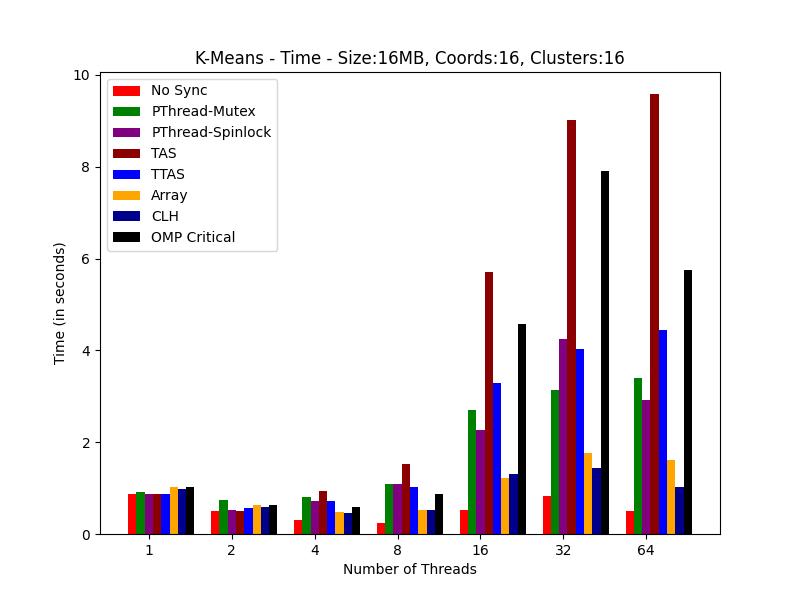 K-Means - Time - Size:16MB, Coords:16, Clusters:16
No Sync
PThread-Mutex
PThread-Spinlock
TAS
TTAS
Array
CLH
OMP Critical
10
8
6
4
2
0
Time (in seconds)
1 2 4 8 16 32 64
Number of Threads